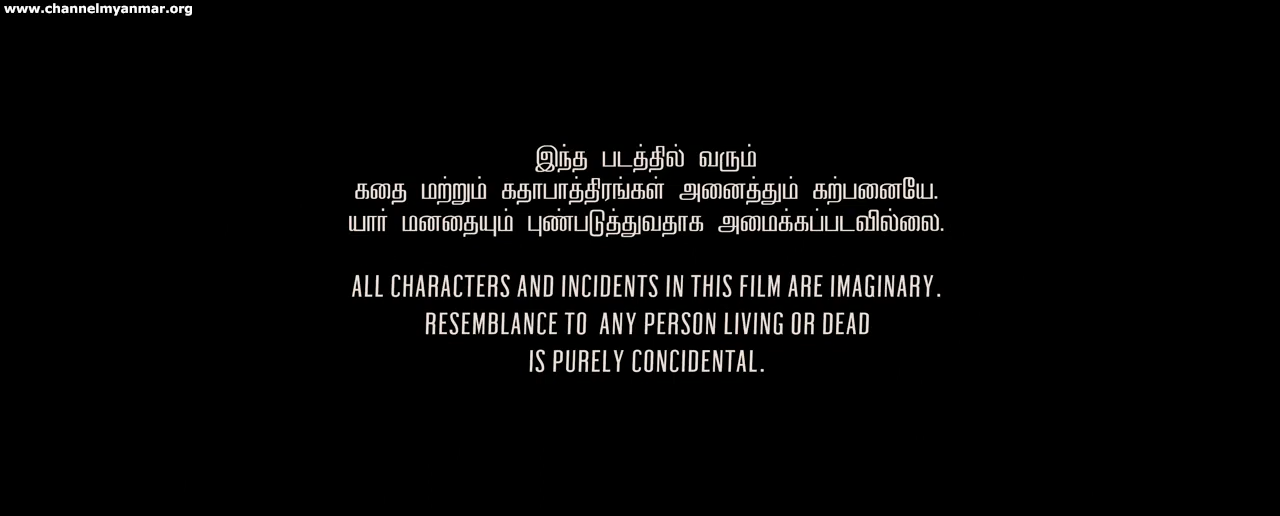 www.channelmyanmar.org
இந்த படத்தில் வரும்
கதை மற்றும் கதாபாத்திரங்கள் அனைத்தும் கற்பனையே.
யார் மனதையும் புண்படுத்துவதாக அமைக்கப்படவில்லை.
ALL CHARACTERS AND INCIDENTS IN THIS FILM ARE IMAGINARY.
RESEMBLANCE TO ANY PERSON LIVING OR DEAD
IS PURELY CONCIDENTAL.